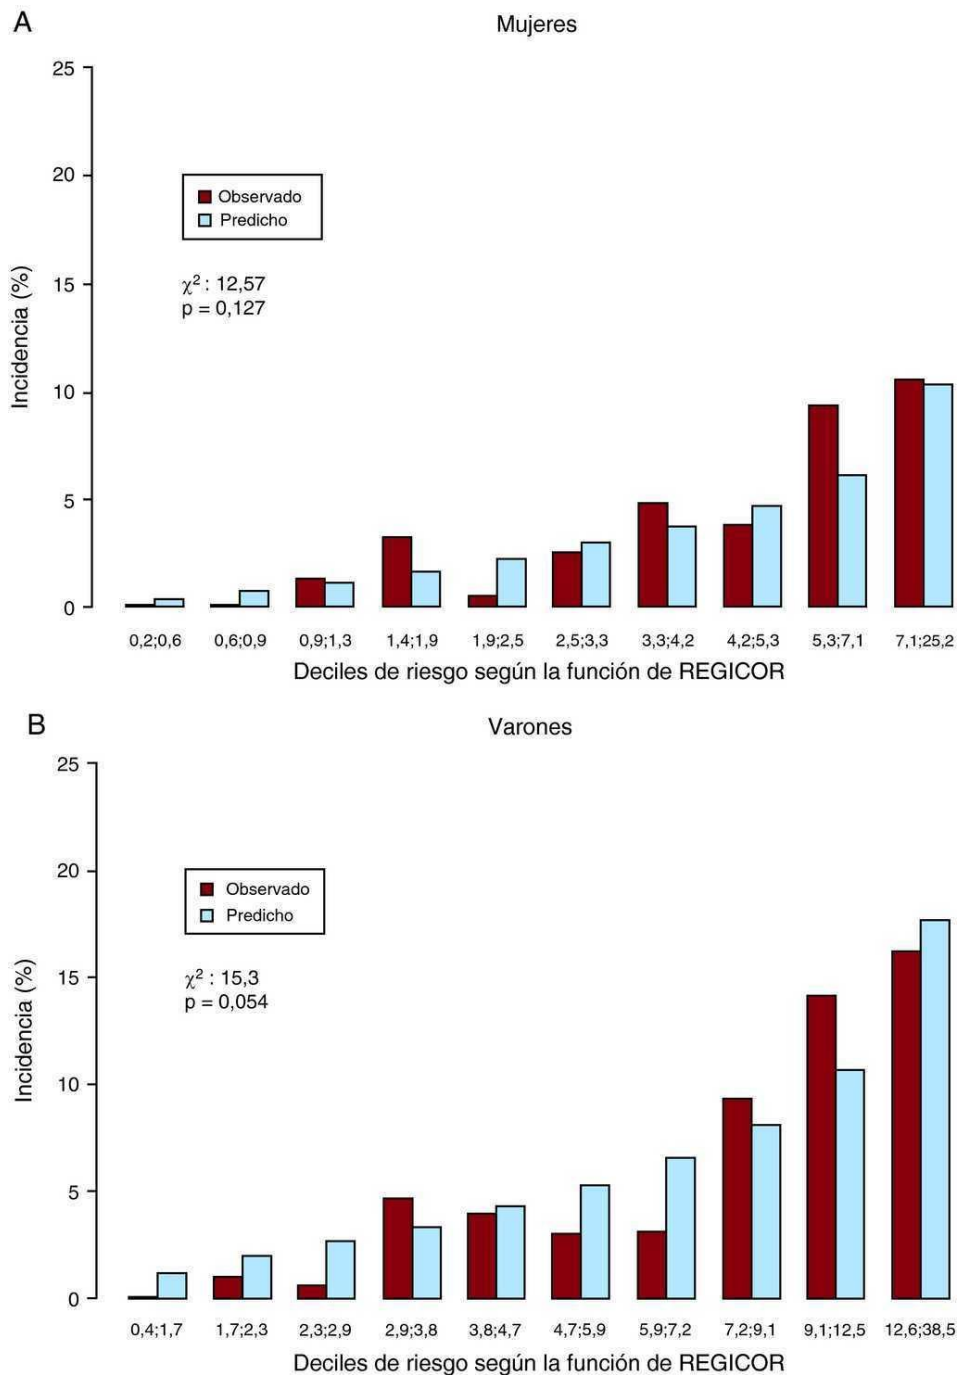 A
Mujeres
25
20
15
10
5
0
Incidencia (%)
Observado
Predicho
χ² : 12,57
p = 0,127
0,2;0,6 0,6;0,9 0,9;1,3 1,4;1,9 1,9;2,5 2,5;3,3 3,3;4,2 4,2;5,3 5,3;7,1 7,1;25,2
Deciles de riesgo según la función de REGICOR
B
Varones
25
20
15
10
5
0
Incidencia (%)
Observado
Predicho
χ² : 15,3
p = 0,054
0,4;1,7 1,7;2,3 2,3;2,9 2,9;3,8 3,8;4,7 4,7;5,9 5,9;7,2 7,2;9,1 9,1;12,5 12,6;38,5
Deciles de riesgo según la función de REGICOR